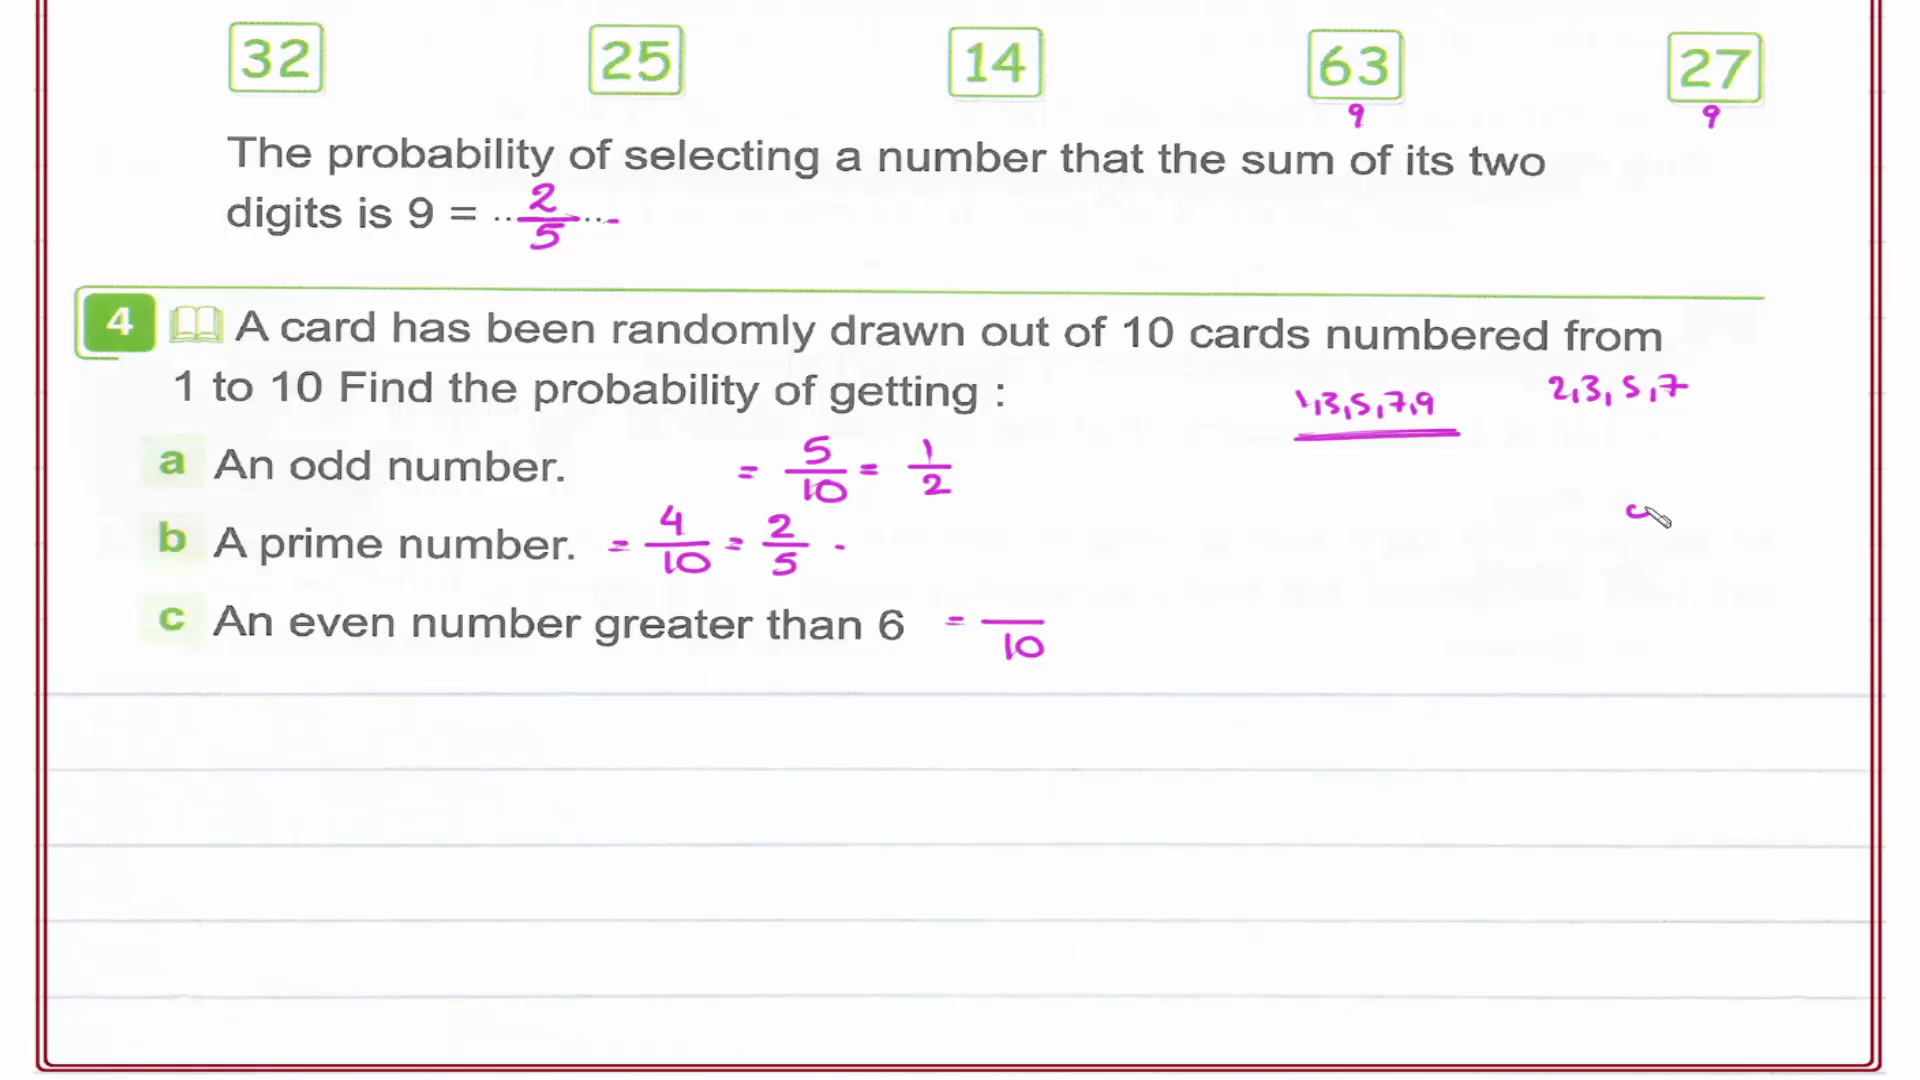 32 25 14 63 27
9 9
The probability of selecting a number that the sum of its two
digits is 9 = ..2/5..-
4 A card has been randomly drawn out of 10 cards numbered from
1 to 10 Find the probability of getting :
1,3,5,7,9 2,3,5,7
a An odd number. = 5/10 = 1/2
b A prime number. = 4/10 = 2/5 .
c An even number greater than 6 = /10